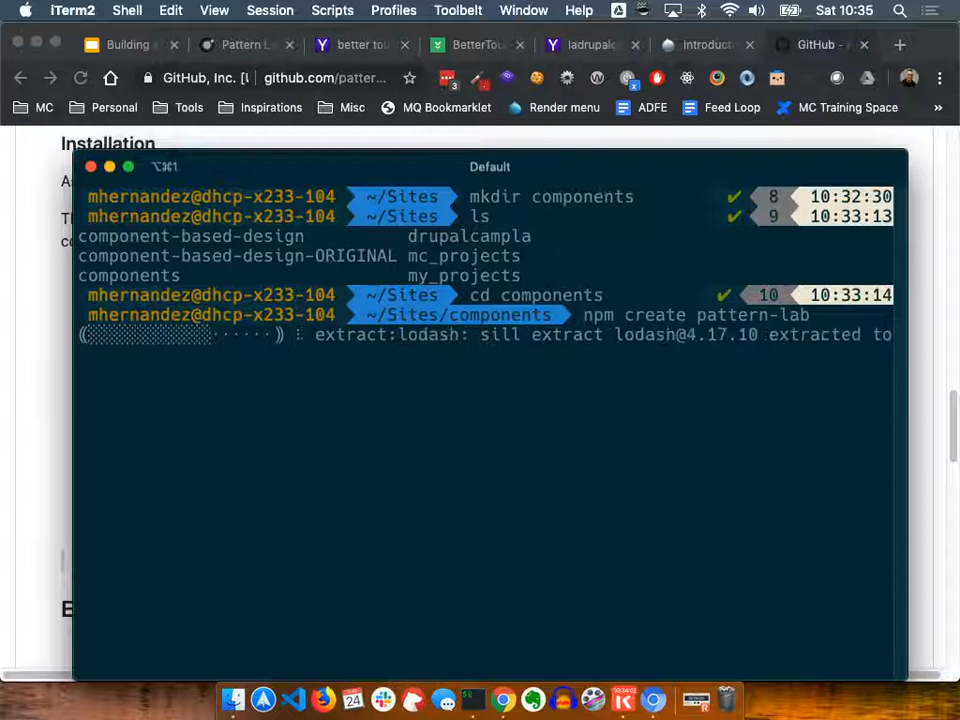 iTerm2 Shell Edit View Session Scripts Profiles Toolbelt Window Help Sat 10:35
Building Pattern L better tou BetterTou ladrupalc Introduct GitHub -
GitHub, Inc. [U github.com/patter...
MC Personal Tools Inspirations Misc MQ Bookmarklet Render menu ADFE Feed Loop MC Training Space »
Installation
⌥⌘1 Default
mhernandez@dhcp-x233-104 ~/Sites mkdir components ✔ 8 10:32:30
mhernandez@dhcp-x233-104 ~/Sites ls ✔ 9 10:33:13
component-based-design drupalcampla
component-based-design-ORIGINAL mc_projects
components my_projects
mhernandez@dhcp-x233-104 ~/Sites cd components ✔ 10 10:33:14
mhernandez@dhcp-x233-104 ~/Sites/components npm create pattern-lab
(░░░░░░░░░░······) ⠸ extract:lodash: sill extract lodash@4.17.10 extracted to